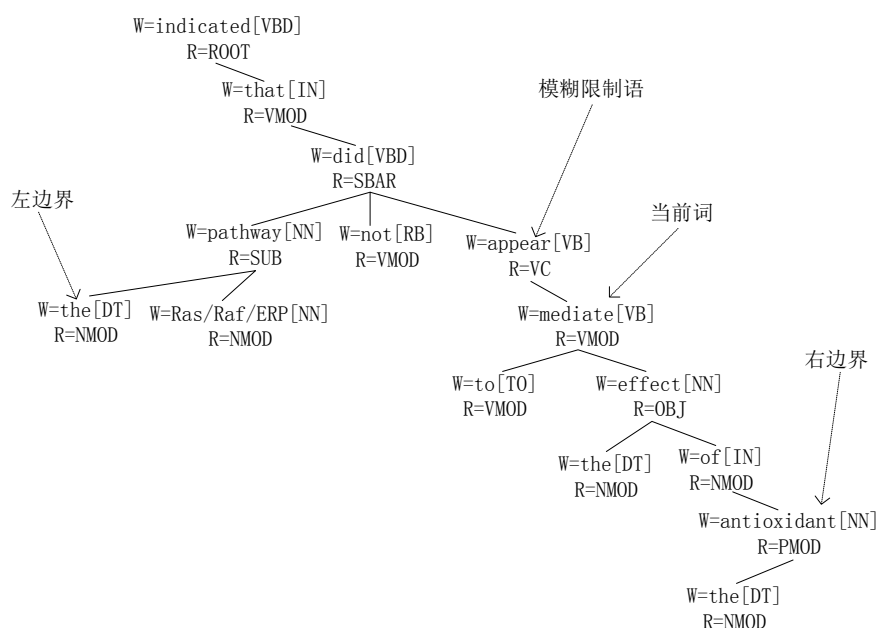 W=indicated[VBD]
R=ROOT
W=that[IN]
R=VMOD
模糊限制语
W=did[VBD]
R=SBAR
左边界
当前词
W=pathway[NN]
R=SUB
W=not[RB]
R=VMOD
W=appear[VB]
R=VC
W=the[DT]
R=NMOD
W=Ras/Raf/ERP[NN]
R=NMOD
W=mediate[VB]
R=VMOD
右边界
W=to[TO]
R=VMOD
W=effect[NN]
R=OBJ
W=the[DT]
R=NMOD
W=of[IN]
R=NMOD
W=antioxidant[NN]
R=PMOD
W=the[DT]
R=NMOD